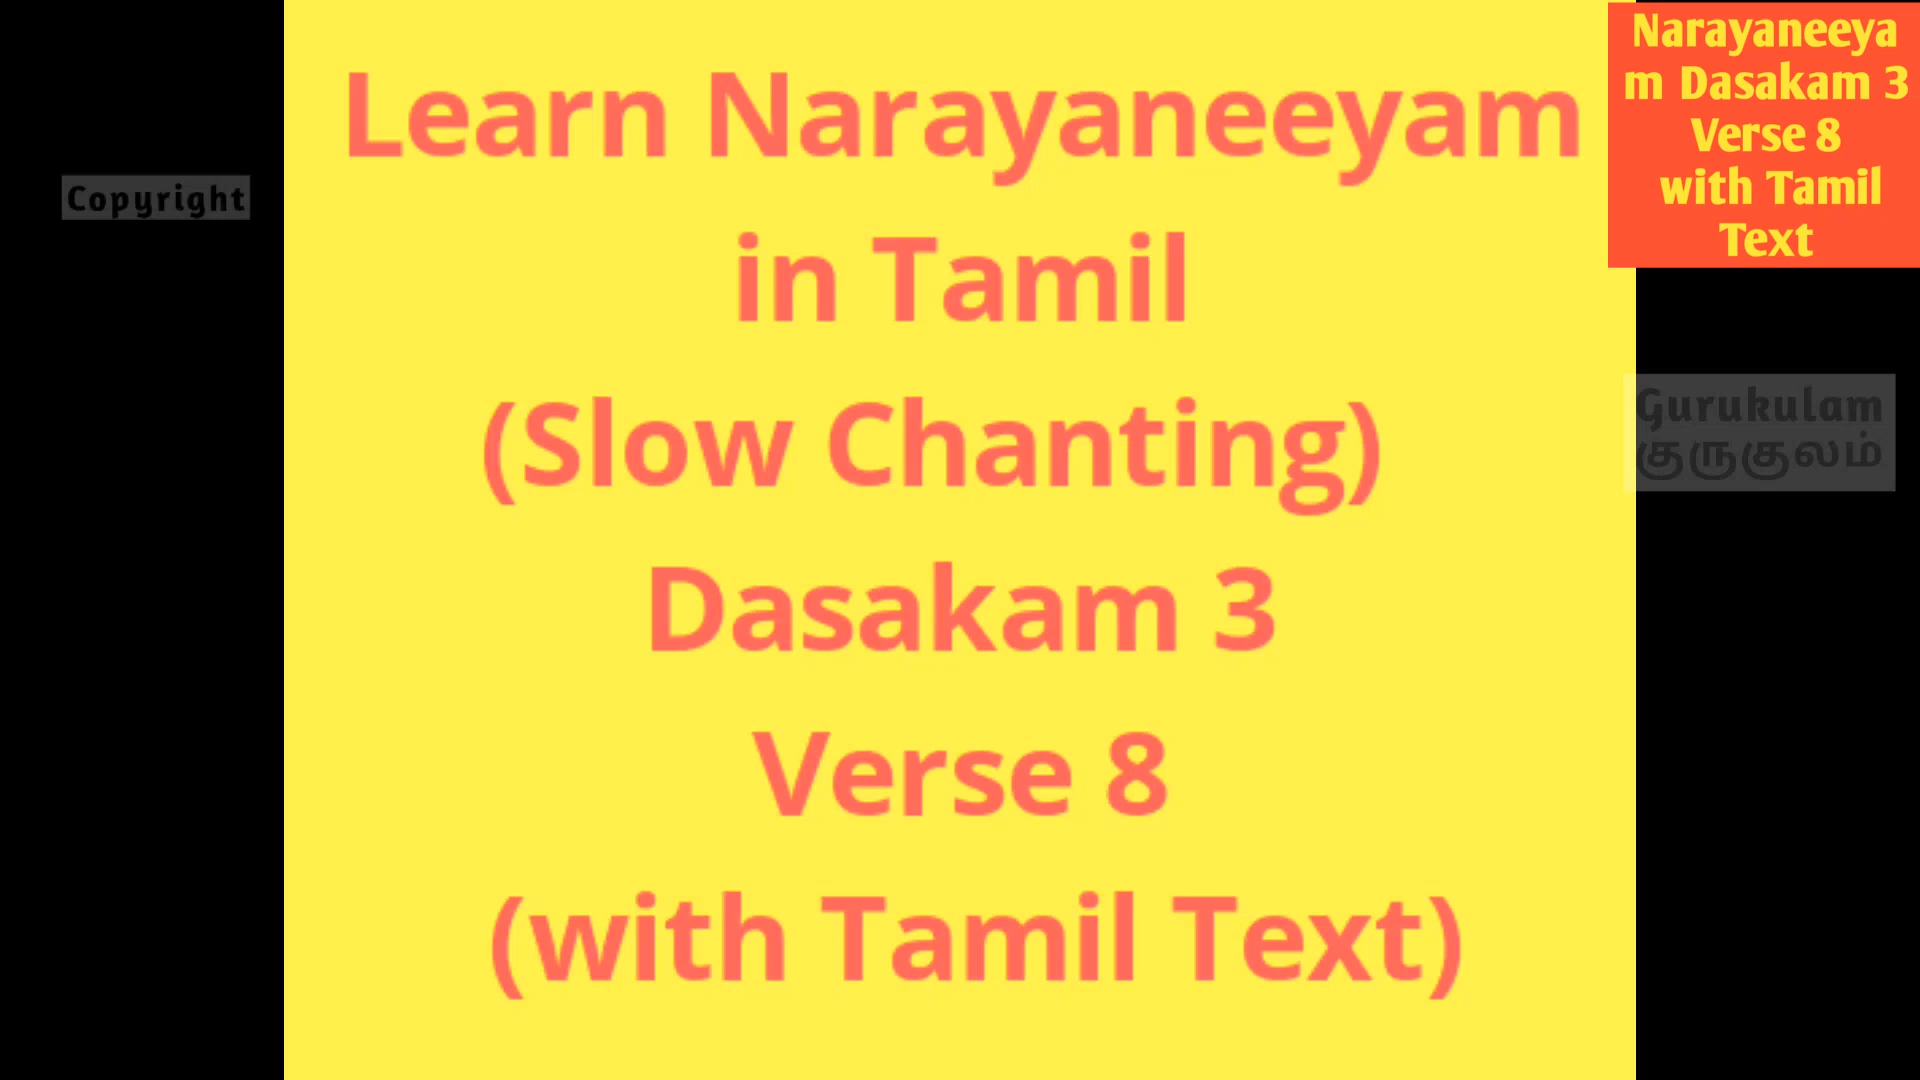 Learn Narayaneeyam
in Tamil
(Slow Chanting)
Dasakam 3
Verse 8
(with Tamil Text)
Narayaneeya
m Dasakam 3
Verse 8
with Tamil
Text
Copyright
Gurukulam
குருகுலம்